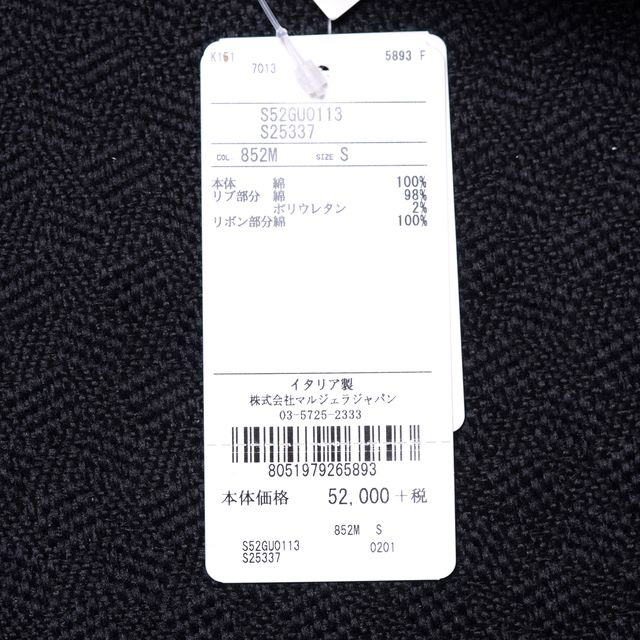 K151 5893 F
7013
S52GU0113
S25337
COL. 852M SIZE S
本体 綿 100%
リブ部分 綿 98%
ポリウレタン 2%
リボン部分綿 100%
イタリア製
株式会社マルジェラジャパン
03-5725-2333
8051979265893
本体価格 52,000 +税
852M S
S52GU0113 0201
S25337